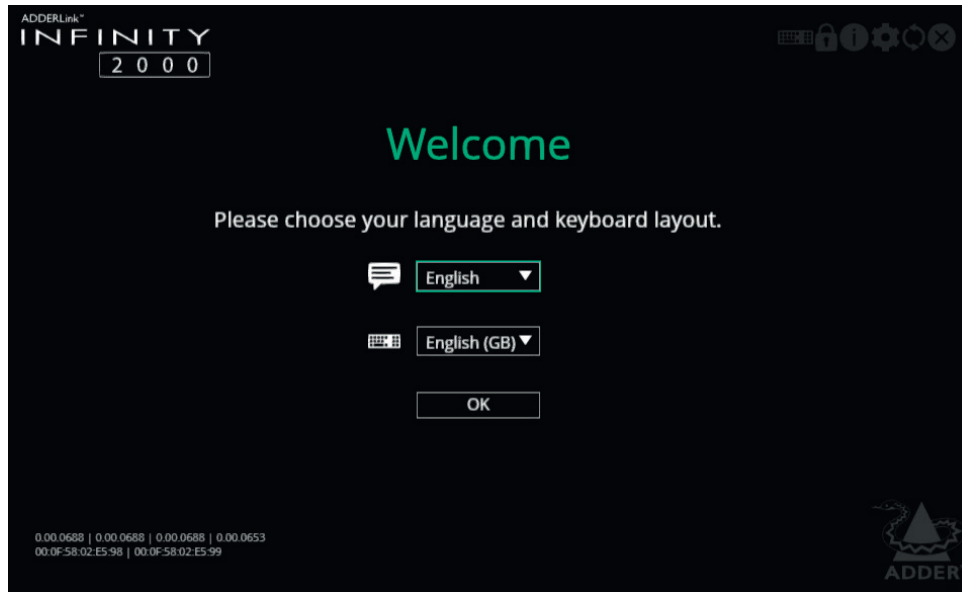 ADDERLink™
INFINITY
2000
Welcome
Please choose your language and keyboard layout.
English
English (GB)
OK
0.00.0688 | 0.00.0688 | 0.00.0688 | 0.00.0653
00:0F:58:02:E5:98 | 00:0F:58:02:E5:99
ADDER